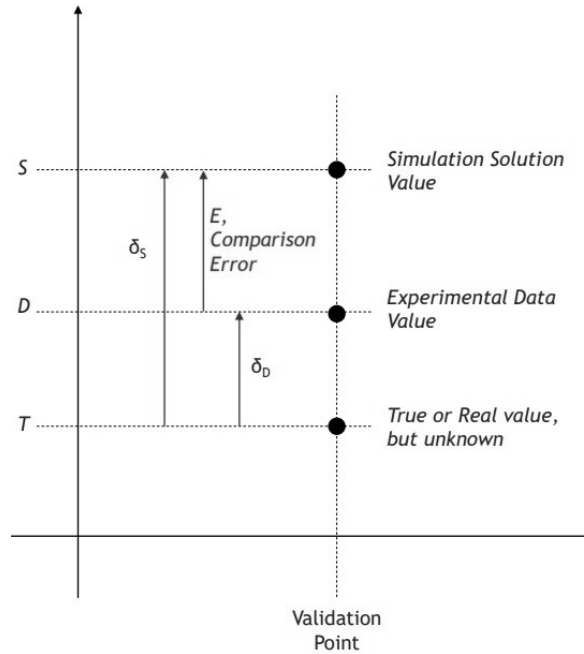 S
Simulation Solution
Value
E,
Comparison
Error
δS
D
Experimental Data
Value
δD
T
True or Real value,
but unknown
Validation
Point